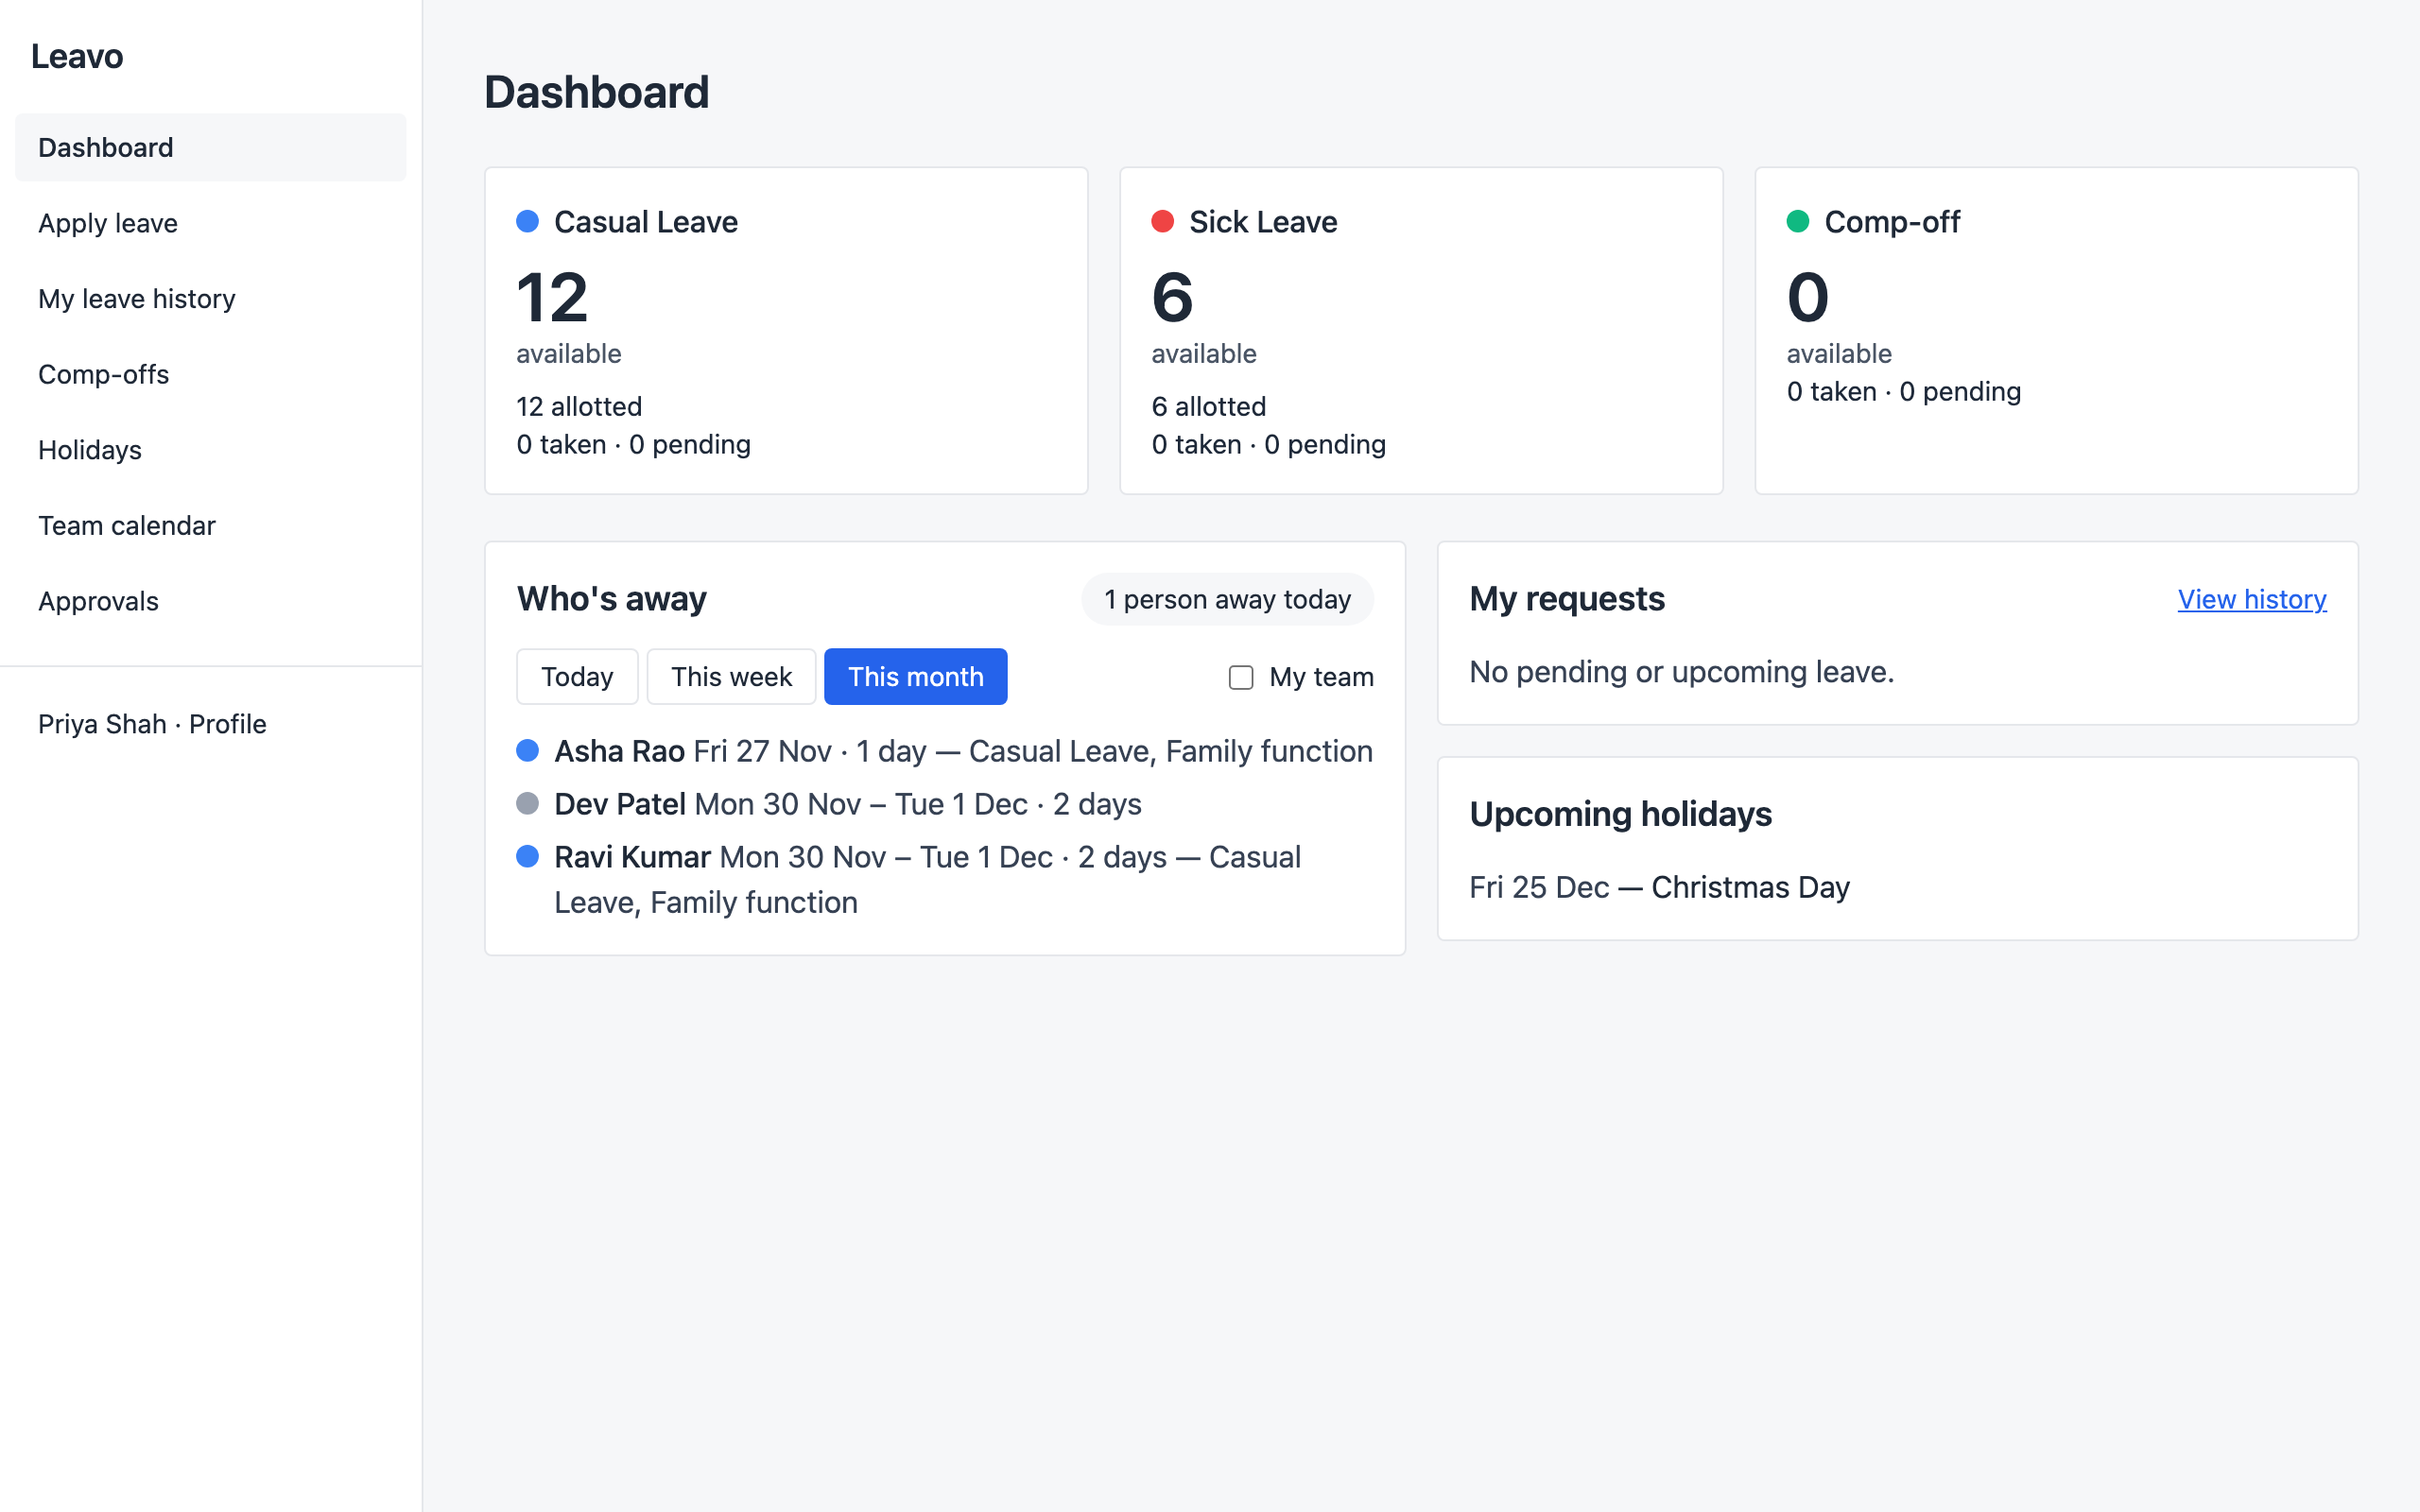 Leavo
Dashboard
Apply leave
My leave history
Comp-offs
Holidays
Team calendar
Approvals
Priya Shah · Profile
Dashboard
Casual Leave
12
available
12 allotted
0 taken · 0 pending
Sick Leave
6
available
6 allotted
0 taken · 0 pending
Comp-off
0
available
0 taken · 0 pending
Who's away
1 person away today
Today
This week
This month
My team
Asha Rao Fri 27 Nov · 1 day — Casual Leave, Family function
Dev Patel Mon 30 Nov – Tue 1 Dec · 2 days
Ravi Kumar Mon 30 Nov – Tue 1 Dec · 2 days — Casual
Leave, Family function
My requests
View history
No pending or upcoming leave.
Upcoming holidays
Fri 25 Dec — Christmas Day